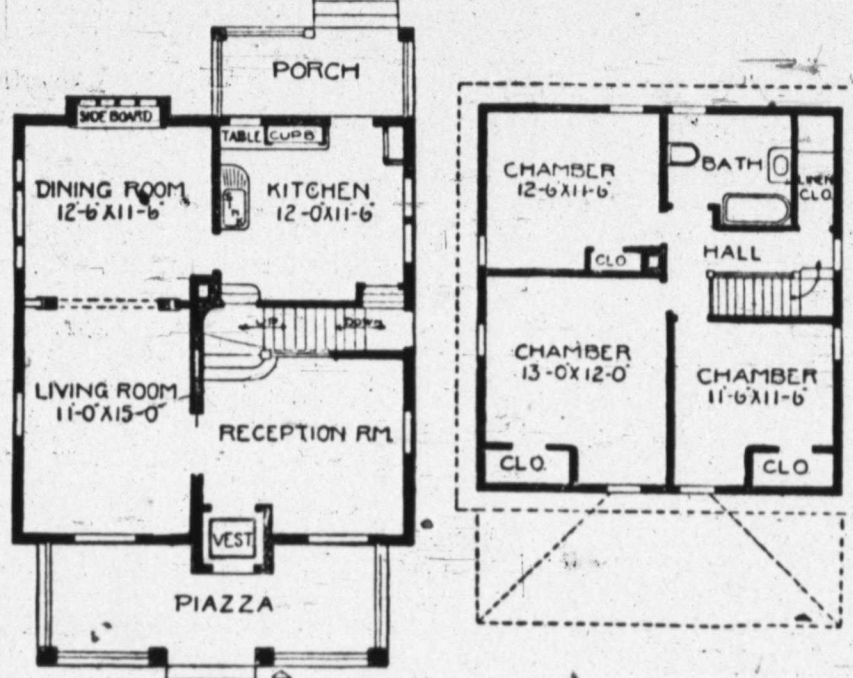 PORCH
SIDE BOARD
TABLE CUPB.
DINING ROOM
12'-6"X11'-6"
KITCHEN
12'-0"X11'-6"
UP DOWN
LIVING ROOM
11'-0"X15'-0"
RECEPTION RM.
VEST.
PIAZZA
CHAMBER
12'-6"X11'-6"
BATH
LINEN
CLO.
CLO.
HALL
CHAMBER
13'-0"X12'-0"
CHAMBER
11'-6"X11'-6"
CLO.
CLO.